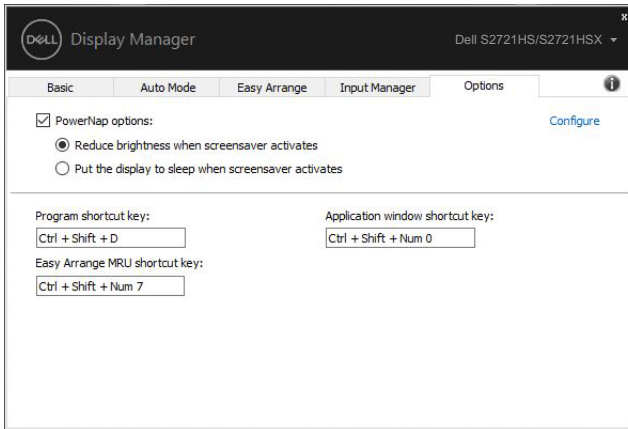 x
DELL Display Manager
Dell S2721HS/S2721HSX
Basic
Auto Mode
Easy Arrange
Input Manager
Options
i
PowerNap options:
Configure
Reduce brightness when screensaver activates
Put the display to sleep when screensaver activates
Program shortcut key:
Application window shortcut key:
Ctrl + Shift + D
Ctrl + Shift + Num 0
Easy Arrange MRU shortcut key:
Ctrl + Shift + Num 7